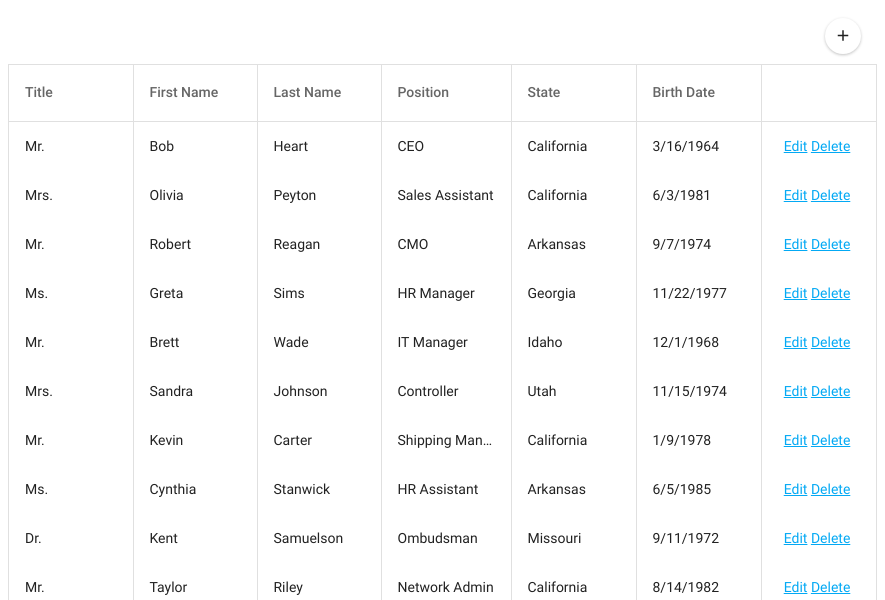 +
Title First Name Last Name Position State Birth Date
Mr. Bob Heart CEO California 3/16/1964 Edit Delete
Mrs. Olivia Peyton Sales Assistant California 6/3/1981 Edit Delete
Mr. Robert Reagan CMO Arkansas 9/7/1974 Edit Delete
Ms. Greta Sims HR Manager Georgia 11/22/1977 Edit Delete
Mr. Brett Wade IT Manager Idaho 12/1/1968 Edit Delete
Mrs. Sandra Johnson Controller Utah 11/15/1974 Edit Delete
Mr. Kevin Carter Shipping Man... California 1/9/1978 Edit Delete
Ms. Cynthia Stanwick HR Assistant Arkansas 6/5/1985 Edit Delete
Dr. Kent Samuelson Ombudsman Missouri 9/11/1972 Edit Delete
Mr. Taylor Riley Network Admin California 8/14/1982 Edit Delete